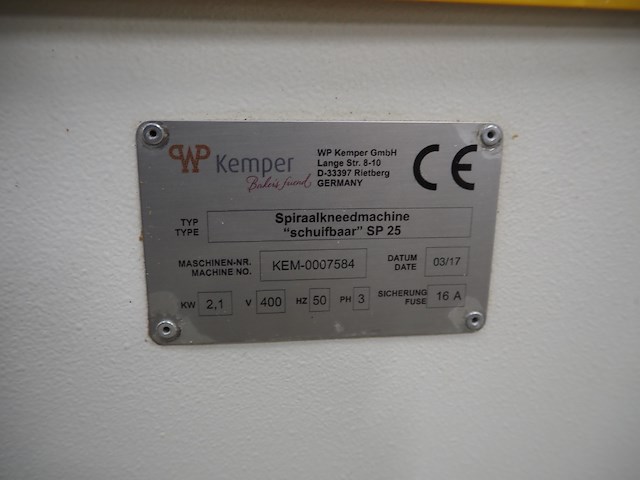 WP Kemper
Baker's friend
WP Kemper GmbH
Lange Str. 8-10
D-33397 Rietberg
GERMANY
CE
TYP
TYPE
Spiraalkneedmachine
"schuifbaar" SP 25
MASCHINEN-NR.
MACHINE NO.
KEM-0007584
DATUM
DATE
03/17
KW 2,1 V 400 HZ 50 PH 3
SICHERUNG
FUSE
16 A